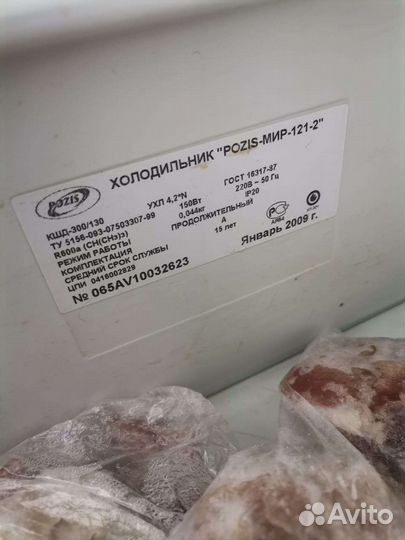 POZIS
ХОЛОДИЛЬНИК "POZIS-МИР-121-2"
КШД-300/130 УХЛ 4,2*N ГОСТ 16317-87
ТУ 5156-093-07503307-99 150Вт 220В ~ 50 Гц
R600a (CH(CH₃)₃) 0,044кг IP20
РЕЖИМ РАБОТЫ ПРОДОЛЖИТЕЛЬНЫЙ
КОМПЛЕКТАЦИЯ А
СРЕДНИЙ СРОК СЛУЖБЫ 15 лет
ЦПИ 0416002829 Январь 2009 г.
№ 065AV10032623
АЯ46
Avito